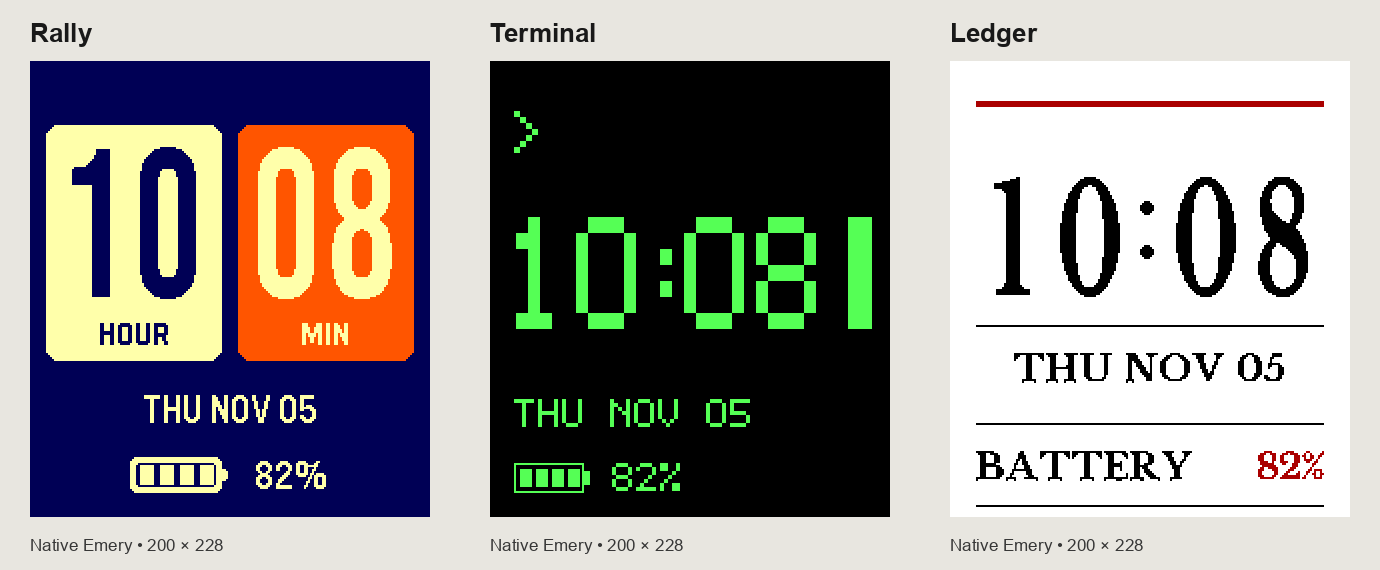 Rally
10 08
HOUR MIN
THU NOV 05
82%
Native Emery • 200 × 228
Terminal
>
10:08
THU NOV 05
82%
Native Emery • 200 × 228
Ledger
10:08
THU NOV 05
BATTERY 82%
Native Emery • 200 × 228